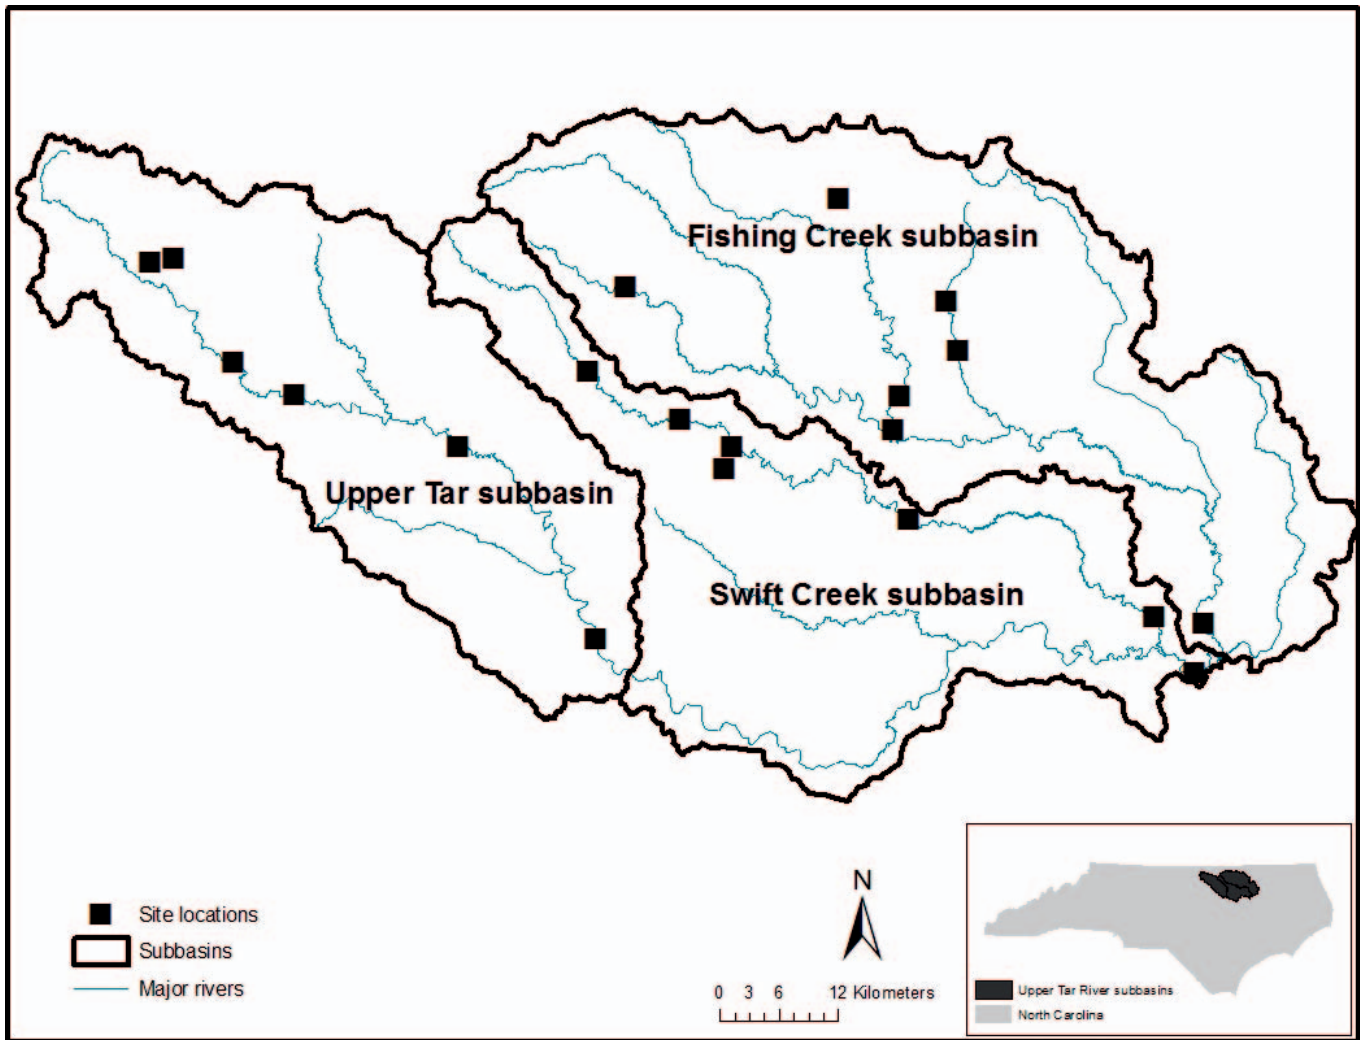 Fishing Creek subbasin
Upper Tar subbasin
Swift Creek subbasin
Site locations
Subbasins
Major rivers
N
0 3 6 12 Kilometers
Upper Tar River subbasins
North Carolina